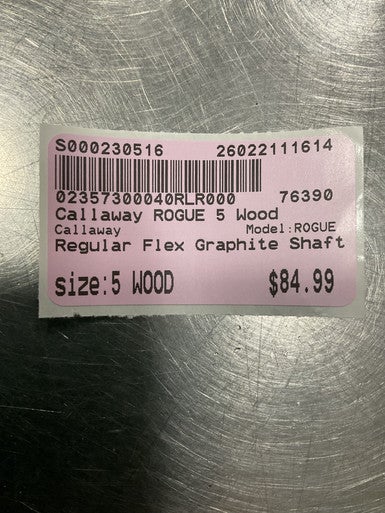 S000230516 26022111614
02357300040RLR000 76390
Callaway ROGUE 5 Wood
Callaway Model:ROGUE
Regular Flex Graphite Shaft
size:5 WOOD $84.99